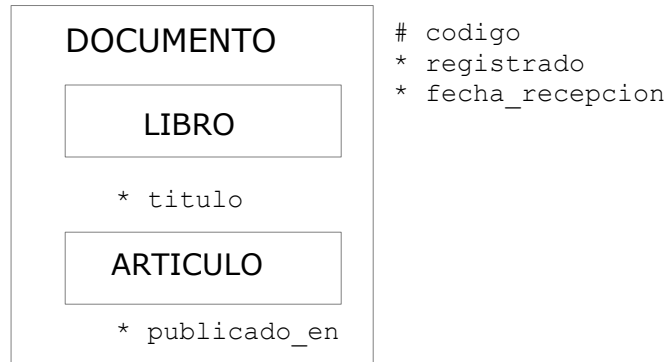 DOCUMENTO
# codigo
* registrado
* fecha_recepcion
LIBRO
* titulo
ARTICULO
* publicado_en